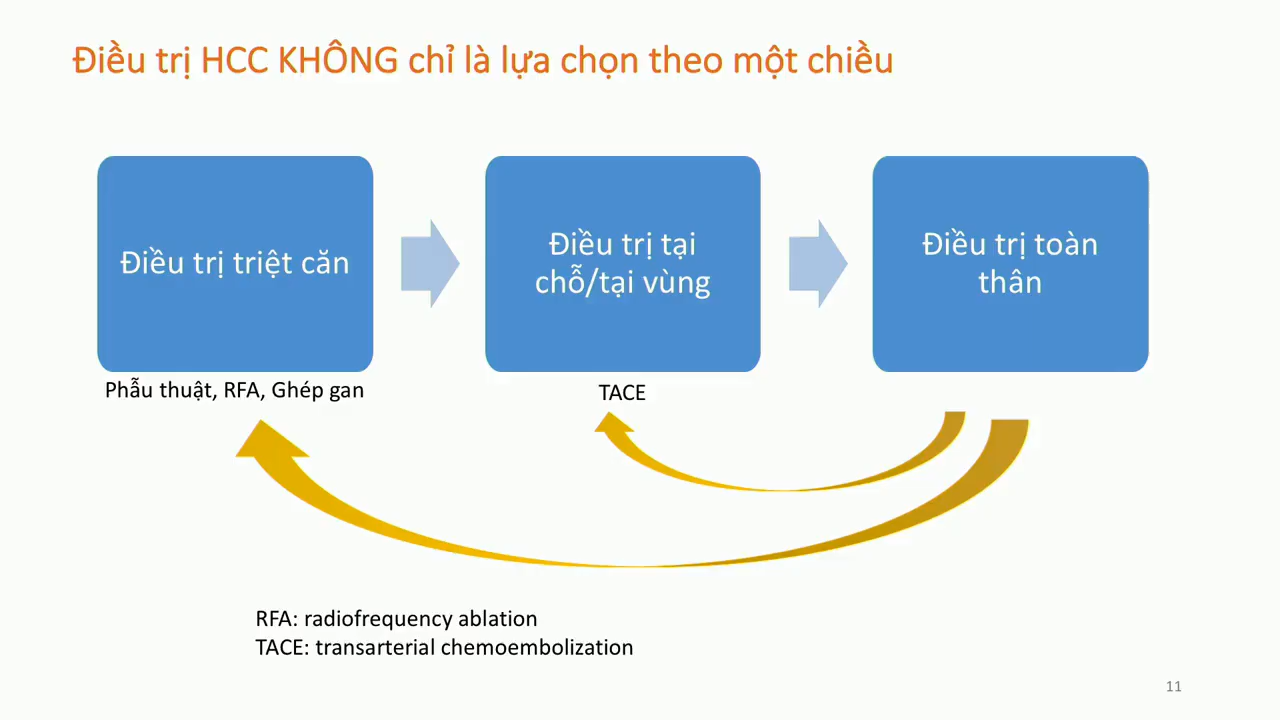 Điều trị HCC KHÔNG chỉ là lựa chọn theo một chiều
Điều trị triệt căn
Điều trị tại
chỗ/tại vùng
Điều trị toàn
thân
Phẫu thuật, RFA, Ghép gan
TACE
RFA: radiofrequency ablation
TACE: transarterial chemoembolization
11